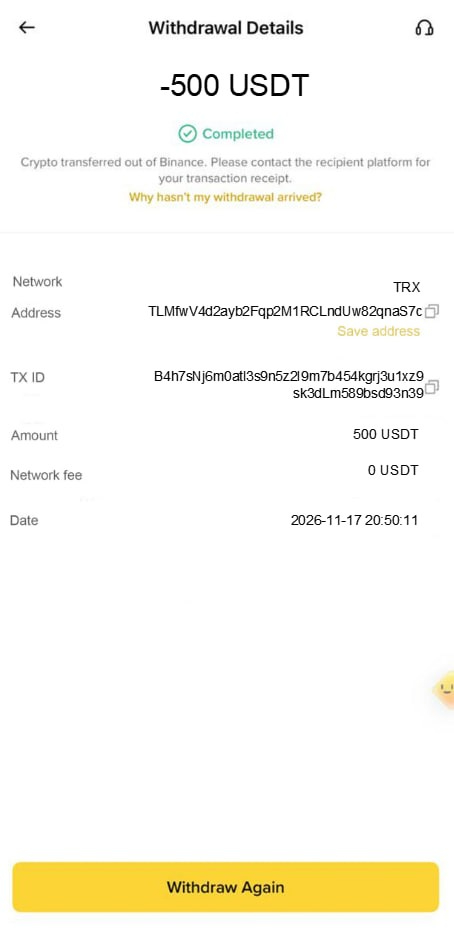 Withdrawal Details
-500 USDT
Completed
Crypto transferred out of Binance. Please contact the recipient platform for
your transaction receipt.
Why hasn't my withdrawal arrived?
Network TRX
Address TLMfwV4d2ayb2Fqp2M1RCLndUw82qnaS7c
Save address
TX ID B4h7sNj6m0atl3s9n5z2l9m7b454kgrj3u1xz9
sk3dLm589bsd93n39
Amount 500 USDT
Network fee 0 USDT
Date 2026-11-17 20:50:11
Withdraw Again